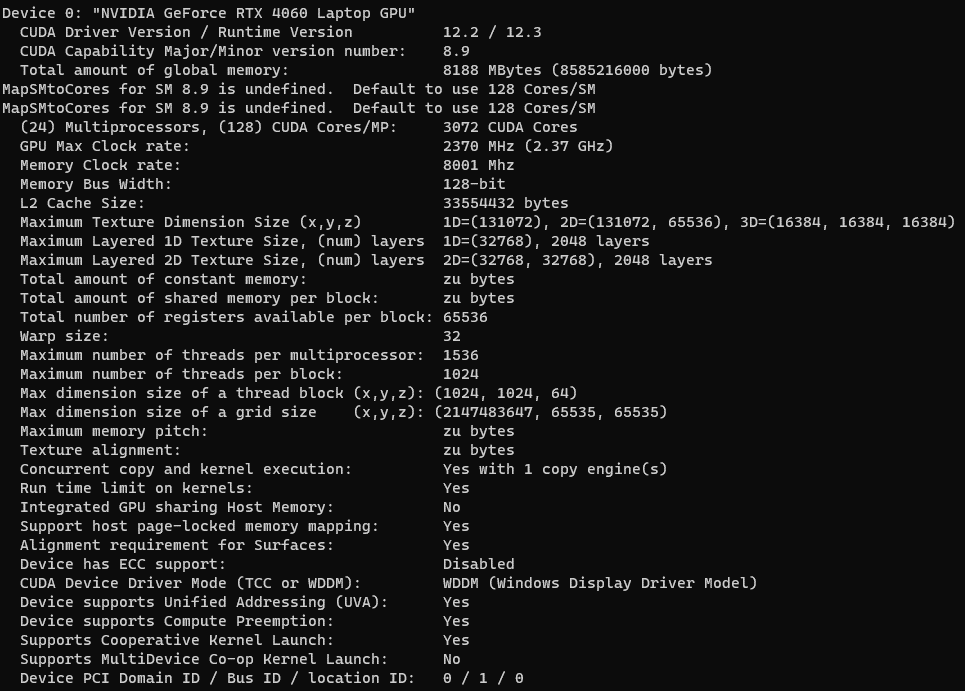 Device 0: "NVIDIA GeForce RTX 4060 Laptop GPU"
  CUDA Driver Version / Runtime Version          12.2 / 12.3
  CUDA Capability Major/Minor version number:    8.9
  Total amount of global memory:                 8188 MBytes (8585216000 bytes)
MapSMtoCores for SM 8.9 is undefined.  Default to use 128 Cores/SM
MapSMtoCores for SM 8.9 is undefined.  Default to use 128 Cores/SM
  (24) Multiprocessors, (128) CUDA Cores/MP:     3072 CUDA Cores
  GPU Max Clock rate:                            2370 MHz (2.37 GHz)
  Memory Clock rate:                             8001 Mhz
  Memory Bus Width:                              128-bit
  L2 Cache Size:                                 33554432 bytes
  Maximum Texture Dimension Size (x,y,z)         1D=(131072), 2D=(131072, 65536), 3D=(16384, 16384, 16384)
  Maximum Layered 1D Texture Size, (num) layers  1D=(32768), 2048 layers
  Maximum Layered 2D Texture Size, (num) layers  2D=(32768, 32768), 2048 layers
  Total amount of constant memory:               zu bytes
  Total amount of shared memory per block:       zu bytes
  Total number of registers available per block: 65536
  Warp size:                                     32
  Maximum number of threads per multiprocessor:  1536
  Maximum number of threads per block:           1024
  Max dimension size of a thread block (x,y,z): (1024, 1024, 64)
  Max dimension size of a grid size    (x,y,z): (2147483647, 65535, 65535)
  Maximum memory pitch:                          zu bytes
  Texture alignment:                             zu bytes
  Concurrent copy and kernel execution:          Yes with 1 copy engine(s)
  Run time limit on kernels:                     Yes
  Integrated GPU sharing Host Memory:            No
  Support host page-locked memory mapping:       Yes
  Alignment requirement for Surfaces:            Yes
  Device has ECC support:                        Disabled
  CUDA Device Driver Mode (TCC or WDDM):         WDDM (Windows Display Driver Model)
  Device supports Unified Addressing (UVA):      Yes
  Device supports Compute Preemption:            Yes
  Supports Cooperative Kernel Launch:            Yes
  Supports MultiDevice Co-op Kernel Launch:      No
  Device PCI Domain ID / Bus ID / location ID:   0 / 1 / 0